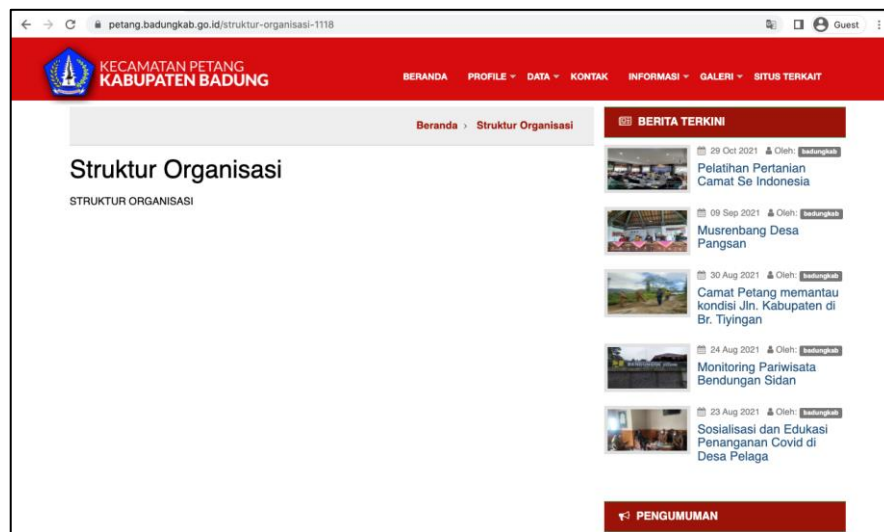 petang.badungkab.go.id/struktur-organisasi-1118
Guest
KECAMATAN PETANG
KABUPATEN BADUNG
BERANDA PROFILE DATA KONTAK INFORMASI GALERI SITUS TERKAIT
Beranda › Struktur Organisasi
Struktur Organisasi
STRUKTUR ORGANISASI
BERITA TERKINI
29 Oct 2021 Oleh: badungkab
Pelatihan Pertanian
Camat Se Indonesia
09 Sep 2021 Oleh: badungkab
Musrenbang Desa
Pangsan
30 Aug 2021 Oleh: badungkab
Camat Petang memantau
kondisi Jln. Kabupaten di
Br. Tiyingan
24 Aug 2021 Oleh: badungkab
Monitoring Pariwisata
Bendungan Sidan
23 Aug 2021 Oleh: badungkab
Sosialisasi dan Edukasi
Penanganan Covid di
Desa Pelaga
PENGUMUMAN